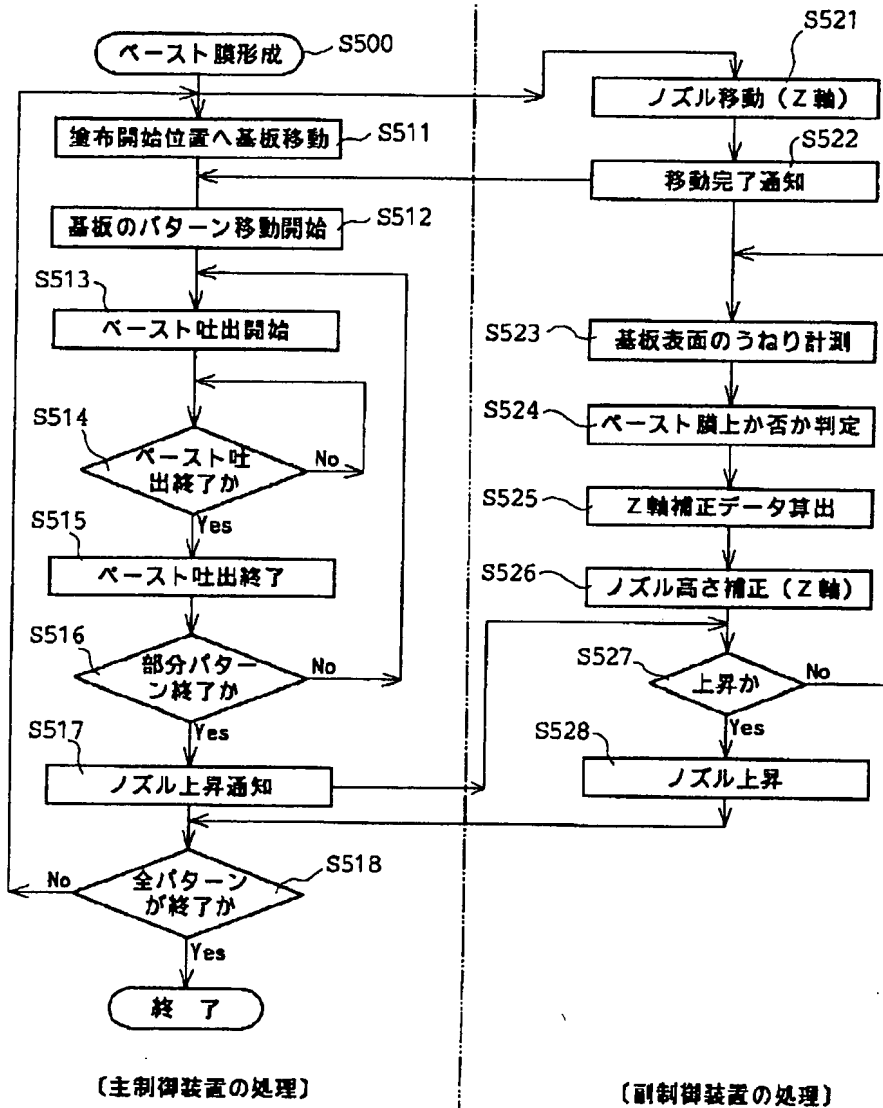 ペースト膜形成
S500
塗布開始位置へ基板移動
S511
基板のパターン移動開始
S512
S513
ペースト吐出開始
S514
ペースト吐
出終了か
No
Yes
S515
ペースト吐出終了
S516
部分パター
ン終了か
No
Yes
S517
ノズル上昇通知
全パターン
が終了か
S518
No
Yes
終 了
〔主制御装置の処理〕
S521
ノズル移動（Z軸）
S522
移動完了通知
S523
基板表面のうねり計測
S524
ペースト膜上か否か判定
S525
Z軸補正データ算出
S526
ノズル高さ補正（Z軸）
S527
上昇か
No
Yes
S528
ノズル上昇
〔副制御装置の処理〕